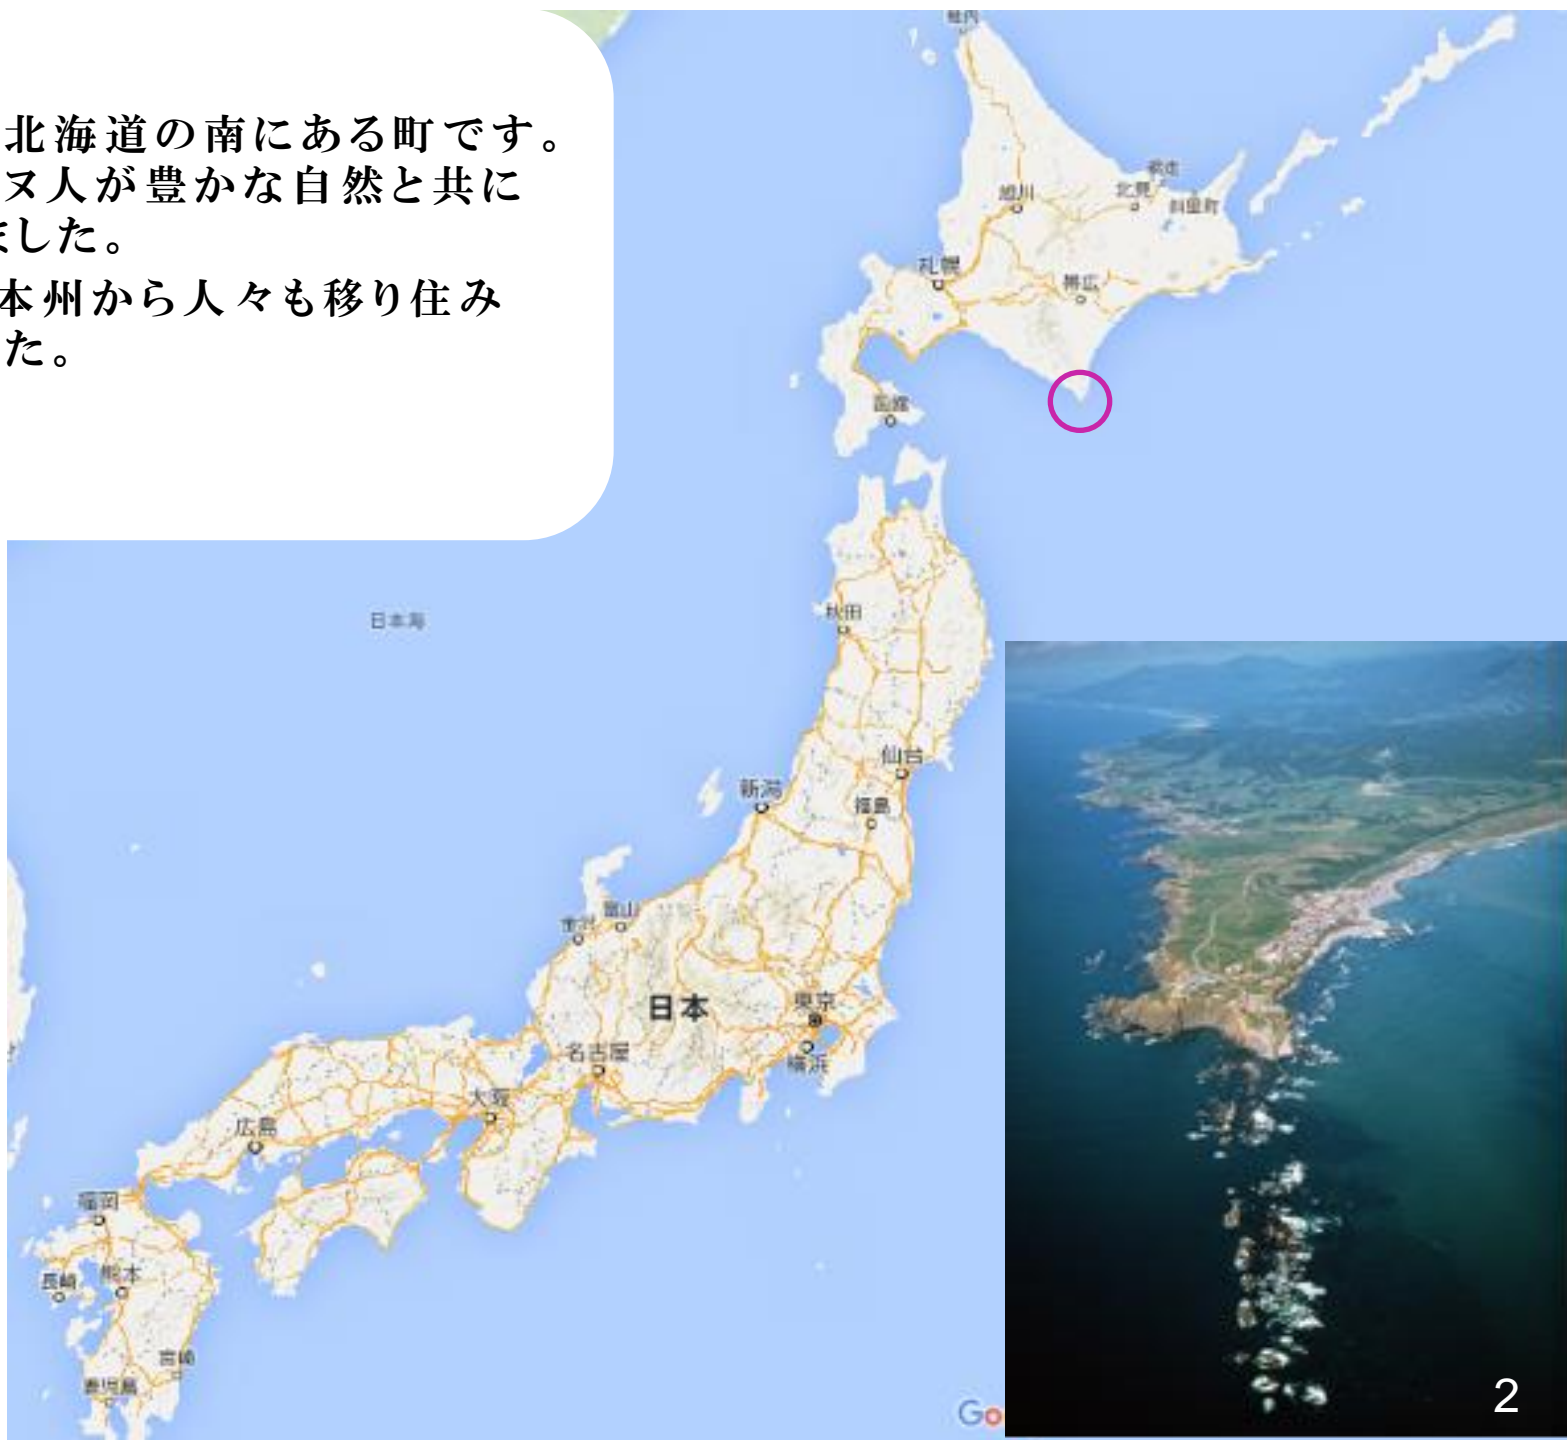 北海道の南にある町です。
ヌ人が豊かな自然と共に
ました。
本州から人々も移り住み
た。
稚内
網走
北見
斜里町
旭川
札幌
帯広
函館
日本海
秋田
仙台
新潟
福島
富山
金沢
日本
東京
名古屋
横浜
大阪
広島
福岡
熊本
長崎
宮崎
鹿児島
Go
2